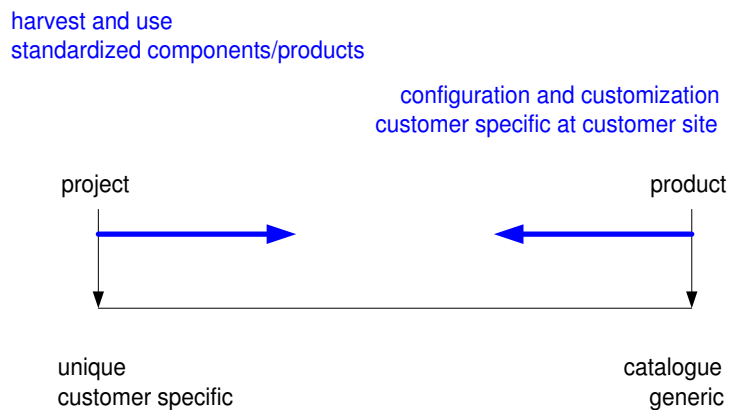 harvest and use
standardized components/products
configuration and customization
customer specific at customer site
project
product
unique
customer specific
catalogue
generic